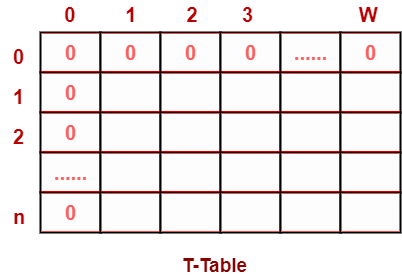 0 1 2 3 W
0 0 0 0 0 ...... 0
1 0
2 0
......
n 0
T-Table